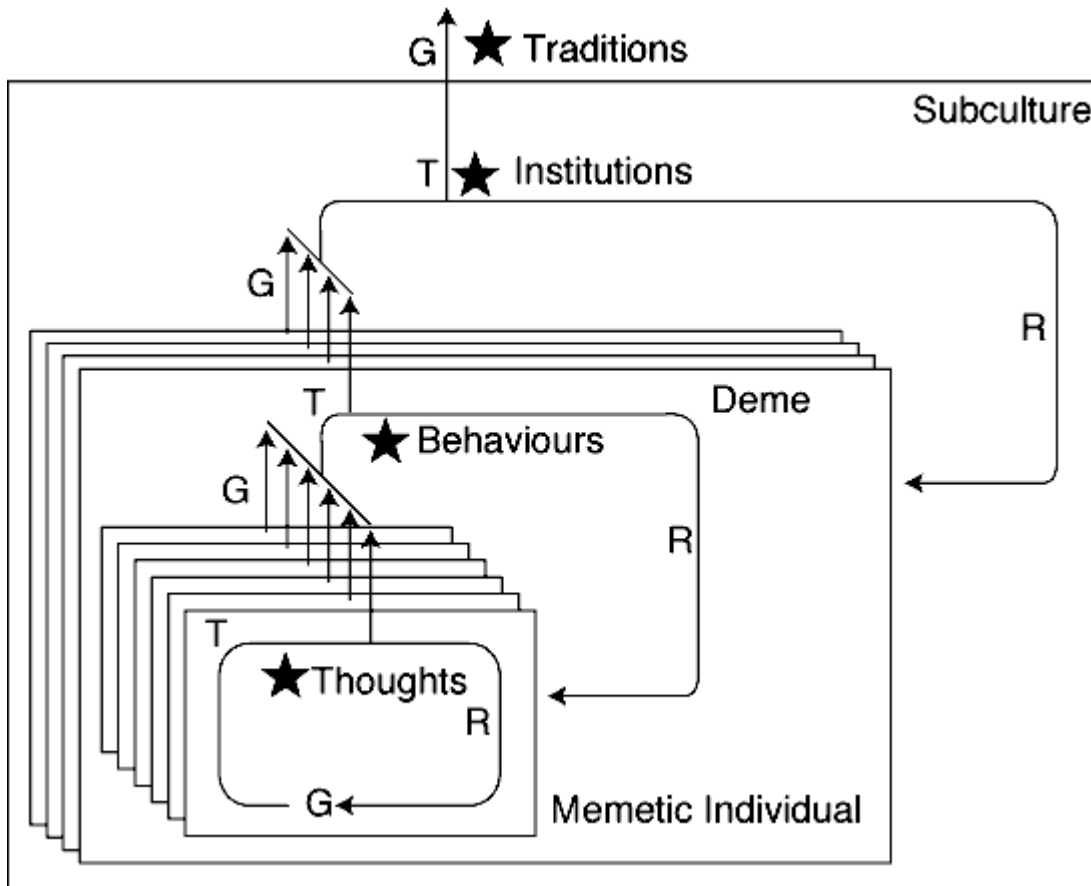 G ★ Traditions
Subculture
T ★ Institutions
G
R
T
Deme
★ Behaviours
G
R
T
★ Thoughts
R
G
Memetic Individual